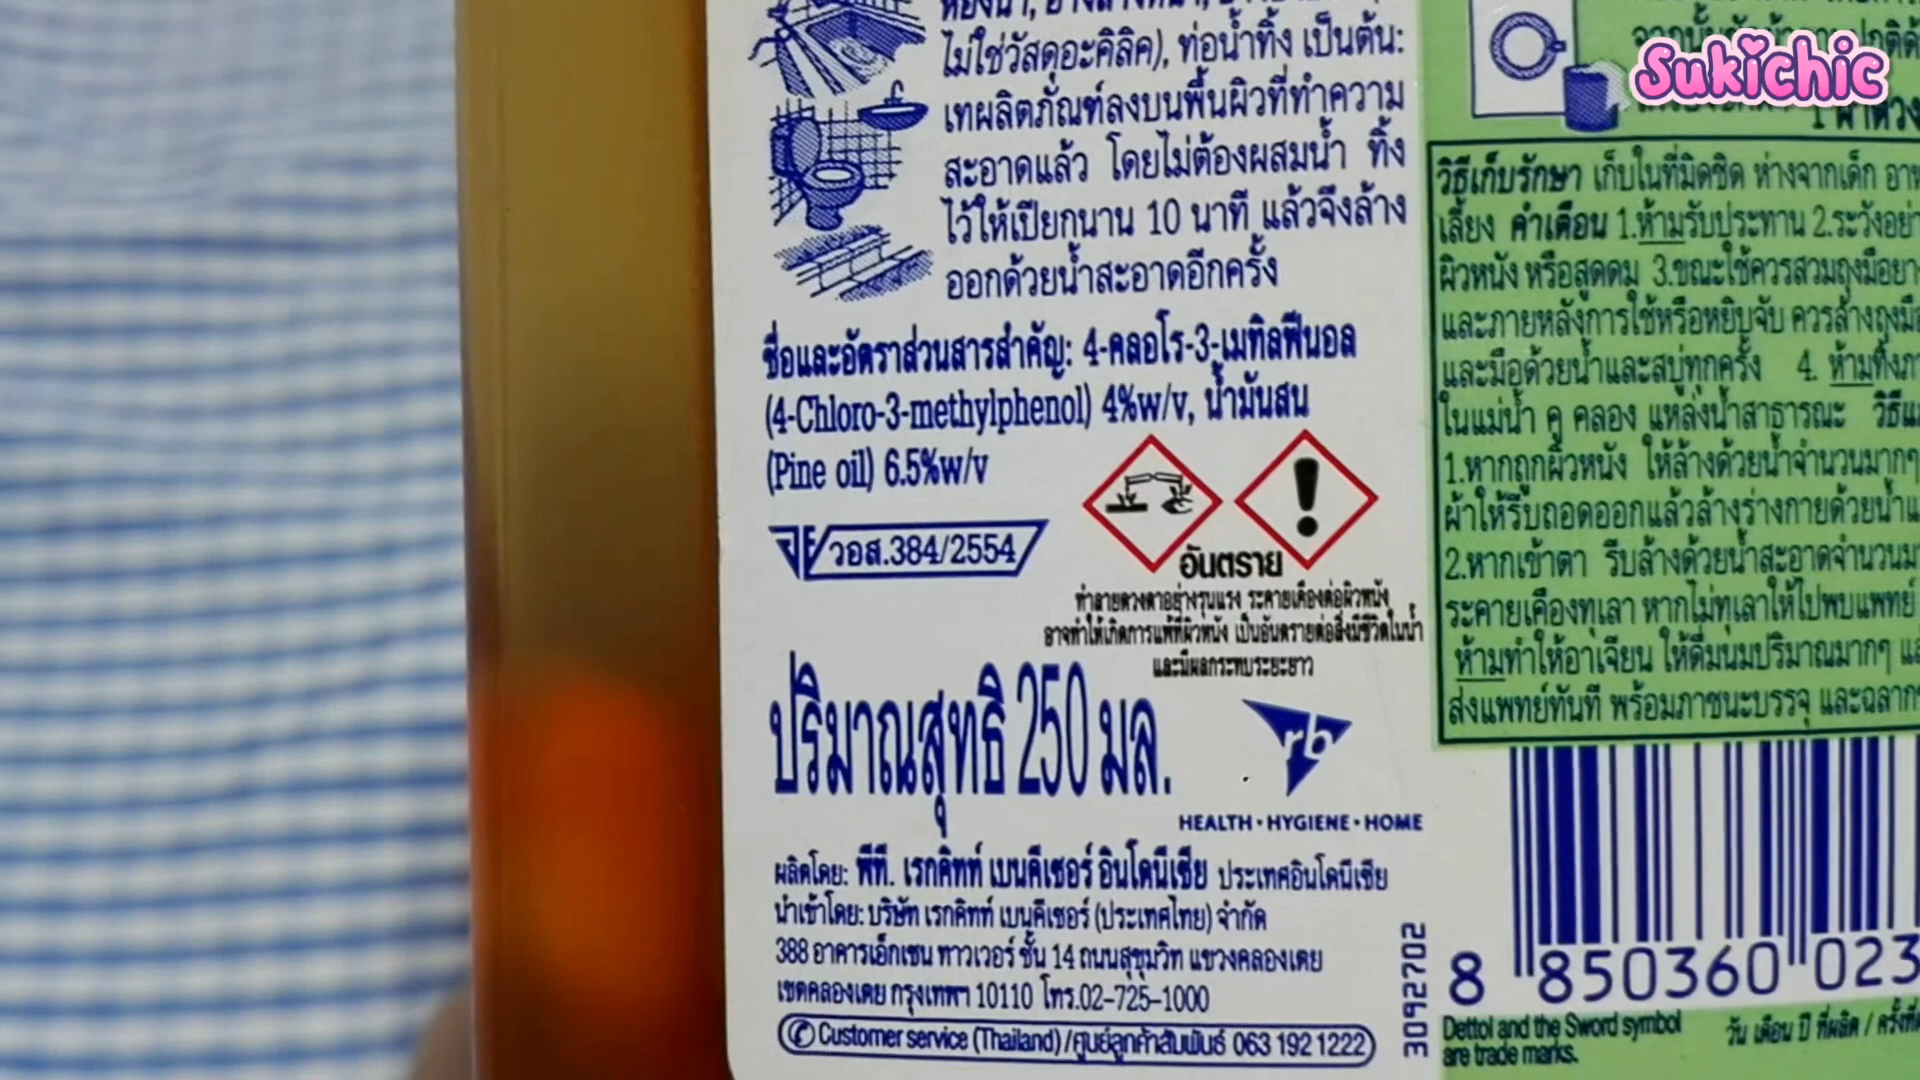 ไม่ใช่วัสดุอะคิลิค), ท่อน้ำทิ้ง เป็นต้น:
เทผลิตภัณฑ์ลงบนพื้นผิวที่ทำความ
สะอาดแล้ว โดยไม่ต้องผสมน้ำ ทิ้ง
ไว้ให้เปียกนาน 10 นาที แล้วจึงล้าง
ออกด้วยน้ำสะอาดอีกครั้ง
ชื่อและอัตราส่วนสารสำคัญ: 4-คลอโร-3-เมทิลฟีนอล
(4-Chloro-3-methylphenol) 4%w/v, น้ำมันสน
(Pine oil) 6.5%w/v
วอส.384/2554
อันตราย
ทำลายดวงตาอย่างรุนแรง ระคายเคืองต่อผิวหนัง
อาจทำให้เกิดการแพ้ที่ผิวหนัง เป็นอันตรายต่อสิ่งมีชีวิตในน้ำ
และมีผลกระทบระยะยาว
ปริมาณสุทธิ 250 มล.
rb
HEALTH • HYGIENE • HOME
ผลิตโดย: พีที. เรกคิทท์ เบนคีเซอร์ อินโดนีเซีย ประเทศอินโดนีเซีย
นำเข้าโดย: บริษัท เรกคิทท์ เบนคีเซอร์ (ประเทศไทย) จำกัด
388 อาคารเอ็กเชน ทาวเวอร์ ชั้น 14 ถนนสุขุมวิท แขวงคลองเตย
เขตคลองเตย กรุงเทพฯ 10110 โทร.02-725-1000
Customer service (Thailand) /ศูนย์ลูกค้าสัมพันธ์ 063 192 1222
3092702
Sukichic
วิธีเก็บรักษา เก็บในที่มิดชิด ห่างจากเด็ก
เลี้ยง คำเตือน 1.ห้ามรับประทาน 2.ระวังอย่า
ผิวหนัง หรือสูดดม 3.ขณะใช้ควรสวมถุงมือ
และภายหลังการใช้หรือหยิบจับ ควรล้างถุงมือ
และมือด้วยน้ำและสบู่ทุกครั้ง 4. ห้ามทิ้ง
ในแม่น้ำ คู คลอง แหล่งน้ำสาธารณะ
1.หากถูกผิวหนัง ให้ล้างด้วยน้ำจำนวนมากๆ
ผ้าให้รีบถอดออกแล้วล้างร่างกายด้วยน้ำ
2.หากเข้าตา รีบล้างด้วยน้ำสะอาดจำนวน
ระคายเคืองทุเลา หากไม่ทุเลาให้ไปพบแพทย์
ห้ามทำให้อาเจียน ให้ดื่มนมปริมาณมากๆ
ส่งแพทย์ทันที พร้อมภาชนะบรรจุ และฉลาก
8 850360 023
Dettol and the Sword symbol
are trade marks.
วัน เดือน ปี ที่ผลิต / ครั้งที่